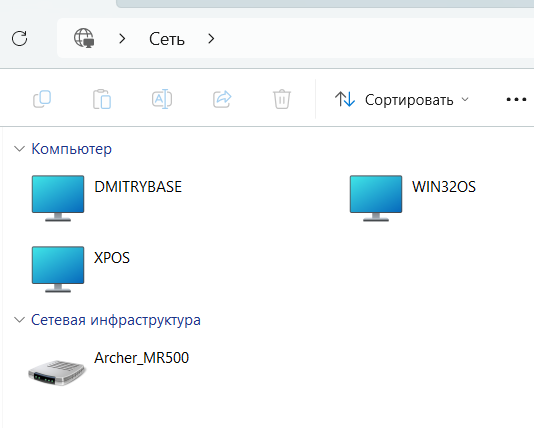 Сеть
Сортировать
Компьютер
DMITRYBASE
WIN32OS
XPOS
Сетевая инфраструктура
Archer_MR500